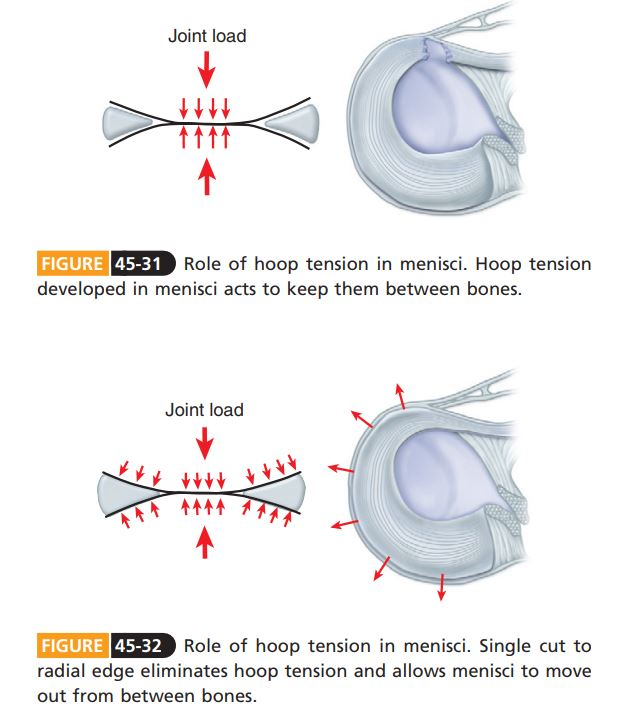 Joint load
FIGURE 45-31 Role of hoop tension in menisci. Hoop tension
developed in menisci acts to keep them between bones.
Joint load
FIGURE 45-32 Role of hoop tension in menisci. Single cut to
radial edge eliminates hoop tension and allows menisci to move
out from between bones.